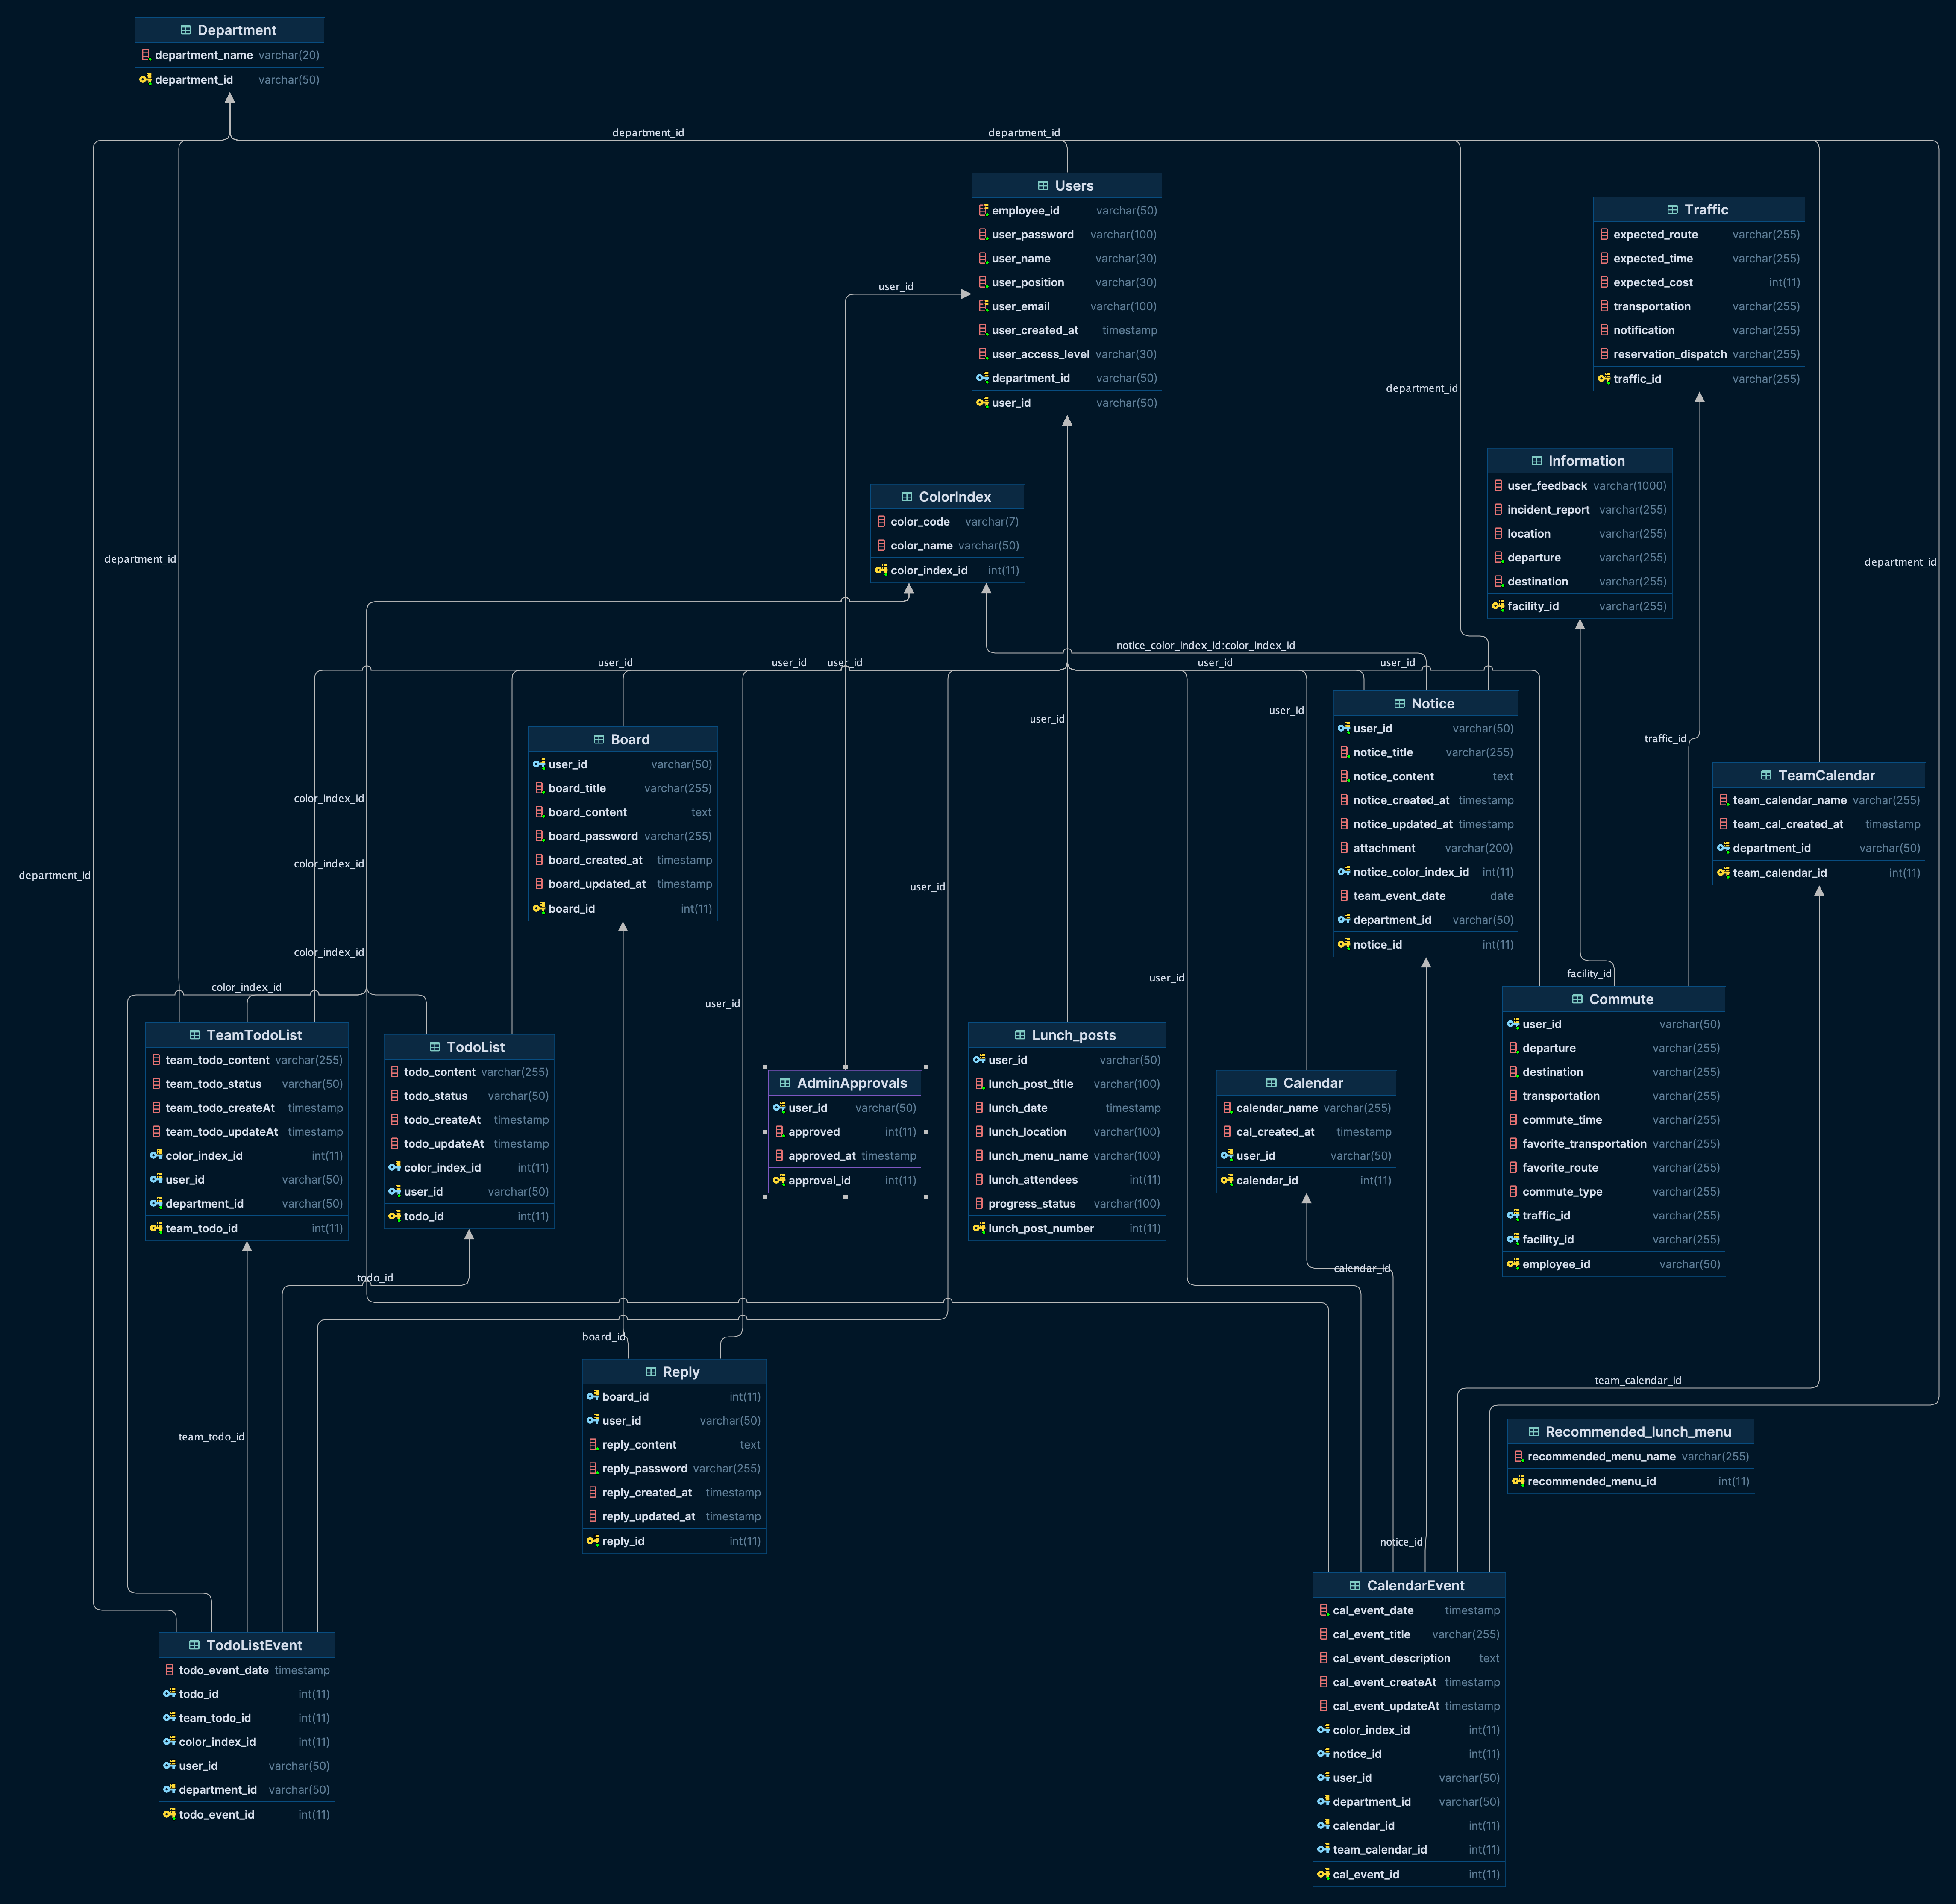 Department
department_name varchar(20)
department_id varchar(50)
department_id
department_id
Users
employee_id varchar(50)
user_password varchar(100)
user_name varchar(30)
user_position varchar(30)
user_email varchar(100)
user_created_at timestamp
user_access_level varchar(30)
department_id varchar(50)
user_id varchar(50)
Traffic
expected_route varchar(255)
expected_time varchar(255)
expected_cost int(11)
transportation varchar(255)
notification varchar(255)
reservation_dispatch varchar(255)
traffic_id varchar(255)
user_id
department_id
Information
user_feedback varchar(1000)
incident_report varchar(255)
location varchar(255)
departure varchar(255)
destination varchar(255)
facility_id varchar(255)
ColorIndex
color_code varchar(7)
color_name varchar(50)
color_index_id int(11)
department_id
department_id
notice_color_index_id:color_index_id
user_id
user_id
user_id
user_id
user_id
user_id
user_id
Board
user_id varchar(50)
board_title varchar(255)
board_content text
board_password varchar(255)
board_created_at timestamp
board_updated_at timestamp
board_id int(11)
Notice
user_id varchar(50)
notice_title varchar(255)
notice_content text
notice_created_at timestamp
notice_updated_at timestamp
attachment varchar(200)
notice_color_index_id int(11)
team_event_date date
department_id varchar(50)
notice_id int(11)
traffic_id
TeamCalendar
team_calendar_name varchar(255)
team_cal_created_at timestamp
department_id varchar(50)
team_calendar_id int(11)
color_index_id
color_index_id
department_id
user_id
color_index_id
user_id
facility_id
color_index_id
user_id
TeamTodoList
team_todo_content varchar(255)
team_todo_status varchar(50)
team_todo_createAt timestamp
team_todo_updateAt timestamp
color_index_id int(11)
user_id varchar(50)
department_id varchar(50)
team_todo_id int(11)
TodoList
todo_content varchar(255)
todo_status varchar(50)
todo_createAt timestamp
todo_updateAt timestamp
color_index_id int(11)
user_id varchar(50)
todo_id int(11)
AdminApprovals
user_id varchar(50)
approved int(11)
approved_at timestamp
approval_id int(11)
Lunch_posts
user_id varchar(50)
lunch_post_title varchar(100)
lunch_date timestamp
lunch_location varchar(100)
lunch_menu_name varchar(100)
lunch_attendees int(11)
progress_status varchar(100)
lunch_post_number int(11)
Calendar
calendar_name varchar(255)
cal_created_at timestamp
user_id varchar(50)
calendar_id int(11)
Commute
user_id varchar(50)
departure varchar(255)
destination varchar(255)
transportation varchar(255)
commute_time varchar(255)
favorite_transportation varchar(255)
favorite_route varchar(255)
commute_type varchar(255)
traffic_id varchar(255)
facility_id varchar(255)
employee_id varchar(50)
todo_id
calendar_id
board_id
Reply
board_id int(11)
user_id varchar(50)
reply_content text
reply_password varchar(255)
reply_created_at timestamp
reply_updated_at timestamp
reply_id int(11)
team_calendar_id
team_todo_id
Recommended_lunch_menu
recommended_menu_name varchar(255)
recommended_menu_id int(11)
notice_id
TodoListEvent
todo_event_date timestamp
todo_id int(11)
team_todo_id int(11)
color_index_id int(11)
user_id varchar(50)
department_id varchar(50)
todo_event_id int(11)
CalendarEvent
cal_event_date timestamp
cal_event_title varchar(255)
cal_event_description text
cal_event_createAt timestamp
cal_event_updateAt timestamp
color_index_id int(11)
notice_id int(11)
user_id varchar(50)
department_id varchar(50)
calendar_id int(11)
team_calendar_id int(11)
cal_event_id int(11)